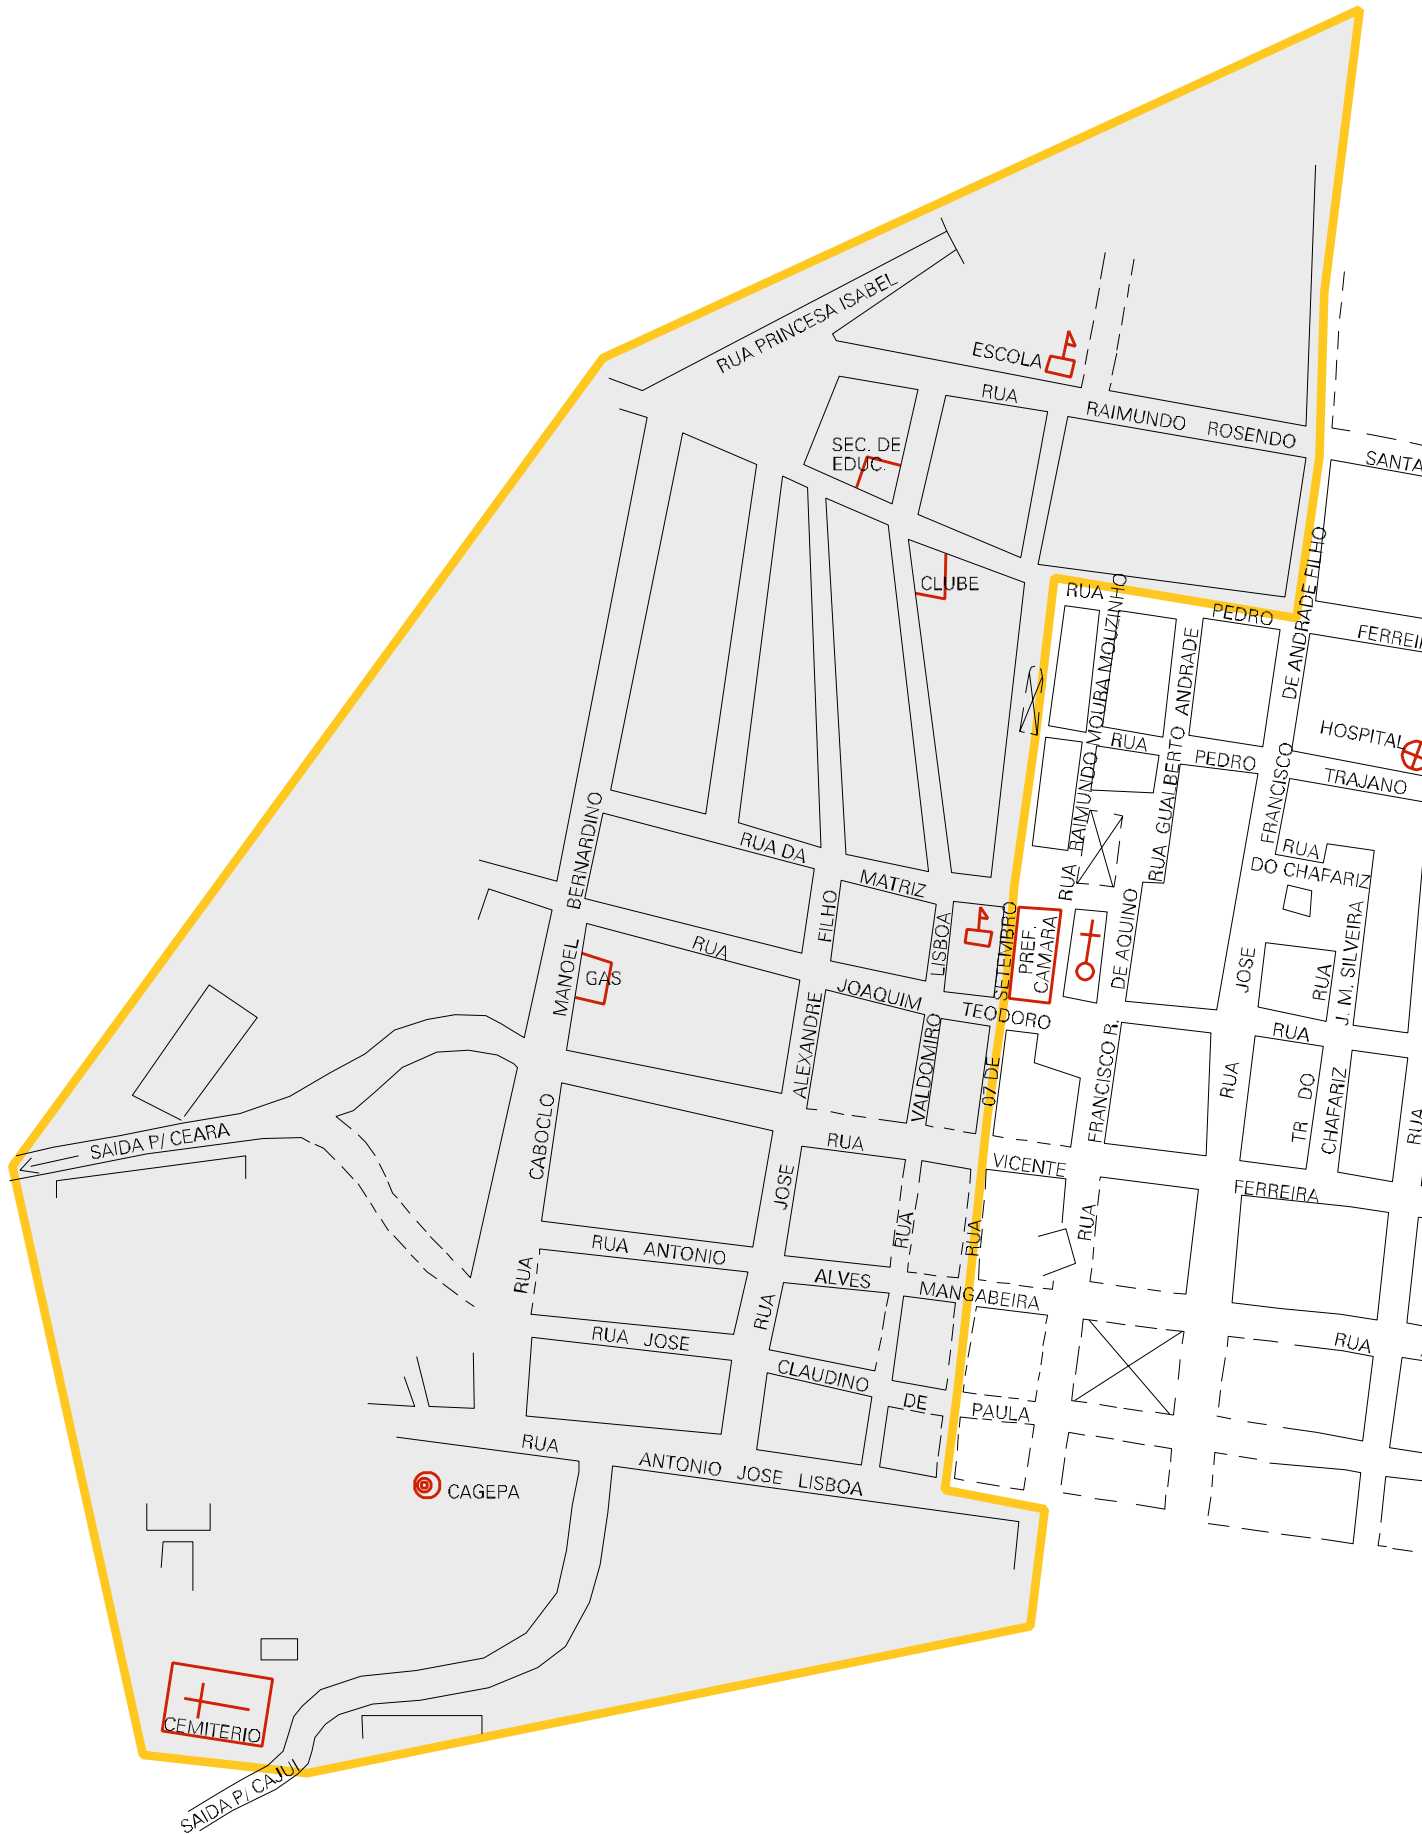 RUA PRINCESA ISABEL
ESCOLA
RUA
RAIMUNDO ROSENDO
SEC. DE
EDUC.
SANTA
CLUBE
RUA
PEDRO
DE ANDRADE FILHO
FERREI
RUA RAIMUNDO MOURA MOUZINHO
RUA GUALBERTO ANDRADE
HOSPITAL
RUA
PEDRO
TRAJANO
FRANCISCO
RUA
DO CHAFARIZ
BERNARDINO
RUA DA
MATRIZ
FILHO
LISBOA
SETEMBRO
PREF.
CAMARA
DE AQUINO
J. M. SILVEIRA
JOSE
RUA
MANOEL
GAS
RUA
JOAQUIM
TEODORO
RUA
ALEXANDRE
VALDOMIRO
07 DE
FRANCISCO R.
RUA
TR DO
CHAFARIZ
RUA
SAIDA P/ CEARA
CABOCLO
RUA
VICENTE
FERREIRA
JOSE
RUA
RUA
RUA
RUA ANTONIO
ALVES
MANGABEIRA
RUA
RUA
RUA
RUA JOSE
CLAUDINO
DE
PAULA
RUA
ANTONIO JOSE LISBOA
CAGEPA
CEMITERIO
SAIDA P/ CAJUI